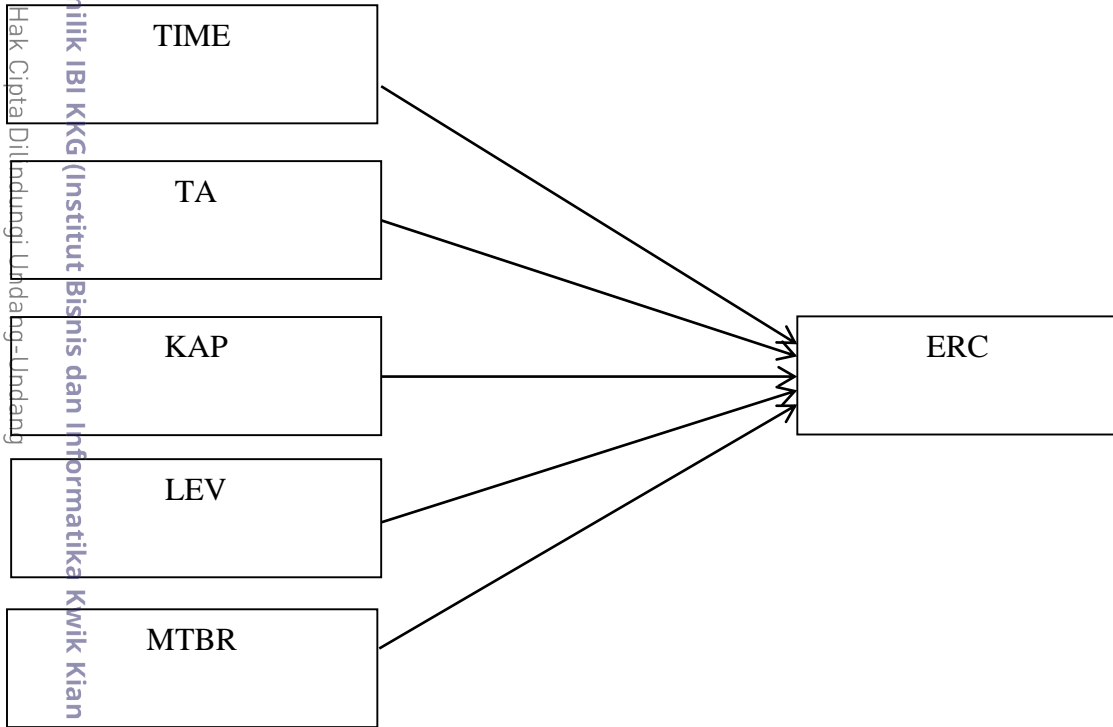 TIME
TA
KAP
LEV
MTBR
ERC
milik IBI KKG (Institut Bisnis dan Informatika Kwik Kian
Hak Cipta Dilindungi Undang-Undang